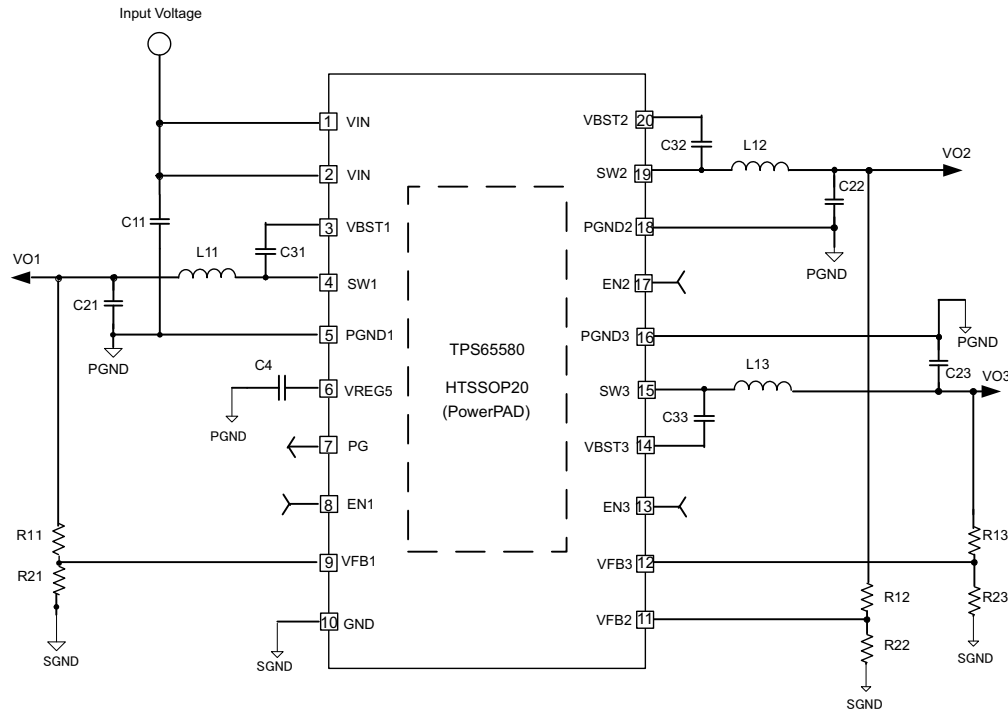 Input Voltage
1 VIN
2 VIN
C11
3 VBST1
C31
VO1
L11
4 SW1
C21
5 PGND1
PGND
C4
6 VREG5
PGND
7 PG
8 EN1
R11
9 VFB1
R21
SGND
10 GND
SGND
TPS65580
HTSSOP20
(PowerPAD)
VBST2 20
C32
L12
VO2
SW2 19
C22
PGND2 18
PGND
EN2 17
PGND3 16
PGND
L13
C23
SW3 15
VO3
C33
VBST3 14
EN3 13
R13
VFB3 12
R12
R23
VFB2 11
R22
SGND
SGND